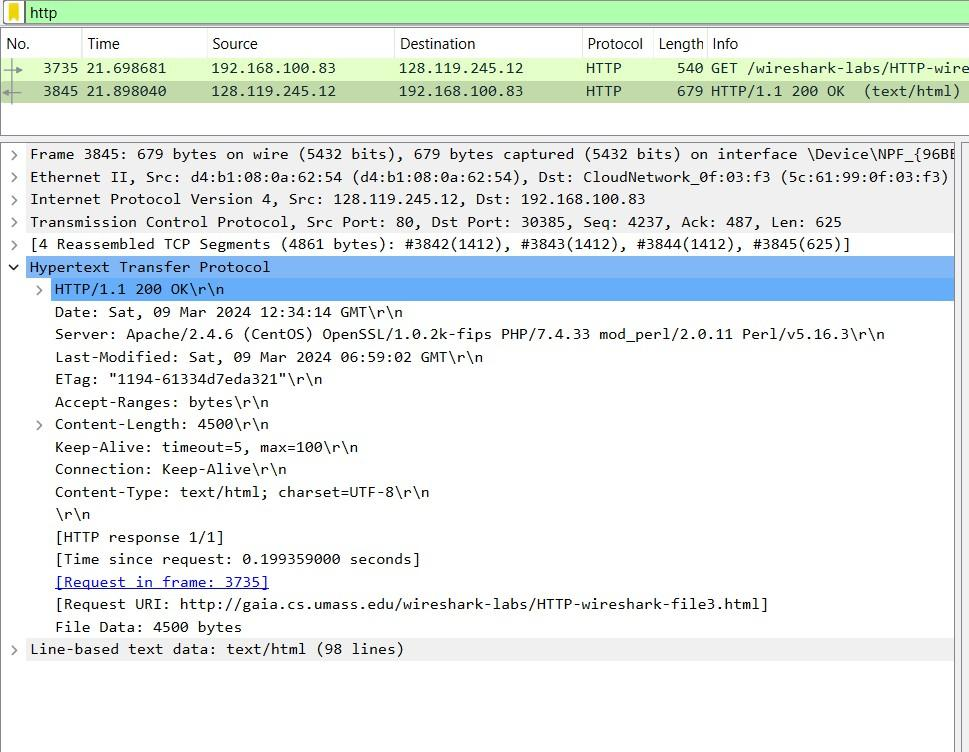 http
No. Time Source Destination Protocol Length Info
3735 21.698681 192.168.100.83 128.119.245.12 HTTP 540 GET /wireshark-labs/HTTP-wire
3845 21.898040 128.119.245.12 192.168.100.83 HTTP 679 HTTP/1.1 200 OK (text/html)
Frame 3845: 679 bytes on wire (5432 bits), 679 bytes captured (5432 bits) on interface \Device\NPF_{96BE
Ethernet II, Src: d4:b1:08:0a:62:54 (d4:b1:08:0a:62:54), Dst: CloudNetwork_0f:03:f3 (5c:61:99:0f:03:f3)
Internet Protocol Version 4, Src: 128.119.245.12, Dst: 192.168.100.83
Transmission Control Protocol, Src Port: 80, Dst Port: 30385, Seq: 4237, Ack: 487, Len: 625
[4 Reassembled TCP Segments (4861 bytes): #3842(1412), #3843(1412), #3844(1412), #3845(625)]
Hypertext Transfer Protocol
HTTP/1.1 200 OK\r\n
Date: Sat, 09 Mar 2024 12:34:14 GMT\r\n
Server: Apache/2.4.6 (CentOS) OpenSSL/1.0.2k-fips PHP/7.4.33 mod_perl/2.0.11 Perl/v5.16.3\r\n
Last-Modified: Sat, 09 Mar 2024 06:59:02 GMT\r\n
ETag: "1194-61334d7eda321"\r\n
Accept-Ranges: bytes\r\n
Content-Length: 4500\r\n
Keep-Alive: timeout=5, max=100\r\n
Connection: Keep-Alive\r\n
Content-Type: text/html; charset=UTF-8\r\n
\r\n
[HTTP response 1/1]
[Time since request: 0.199359000 seconds]
[Request in frame: 3735]
[Request URI: http://gaia.cs.umass.edu/wireshark-labs/HTTP-wireshark-file3.html]
File Data: 4500 bytes
Line-based text data: text/html (98 lines)